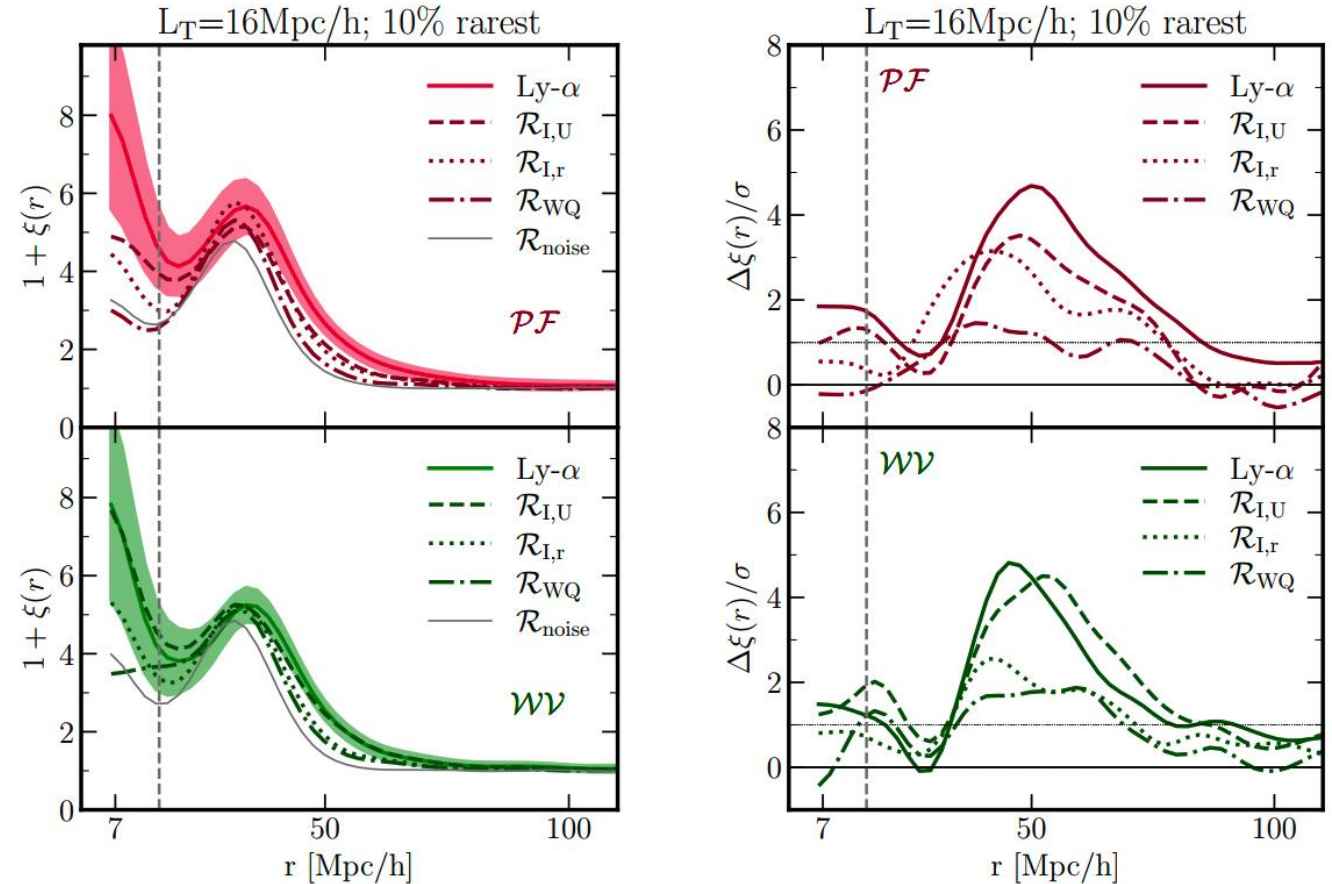 L_T=16Mpc/h; 10% rarest
1 + ξ(r)
8
6
4
2
0
Ly-α
R_I,U
R_I,r
R_WQ
R_noise
PF
1 + ξ(r)
8
6
4
2
0
Ly-α
R_I,U
R_I,r
R_WQ
R_noise
WV
7 50 100
r [Mpc/h]
L_T=16Mpc/h; 10% rarest
Δξ(r)/σ
8
6
4
2
0
PF
Ly-α
R_I,U
R_I,r
R_WQ
Δξ(r)/σ
8
6
4
2
0
WV
Ly-α
R_I,U
R_I,r
R_WQ
7 50 100
r [Mpc/h]